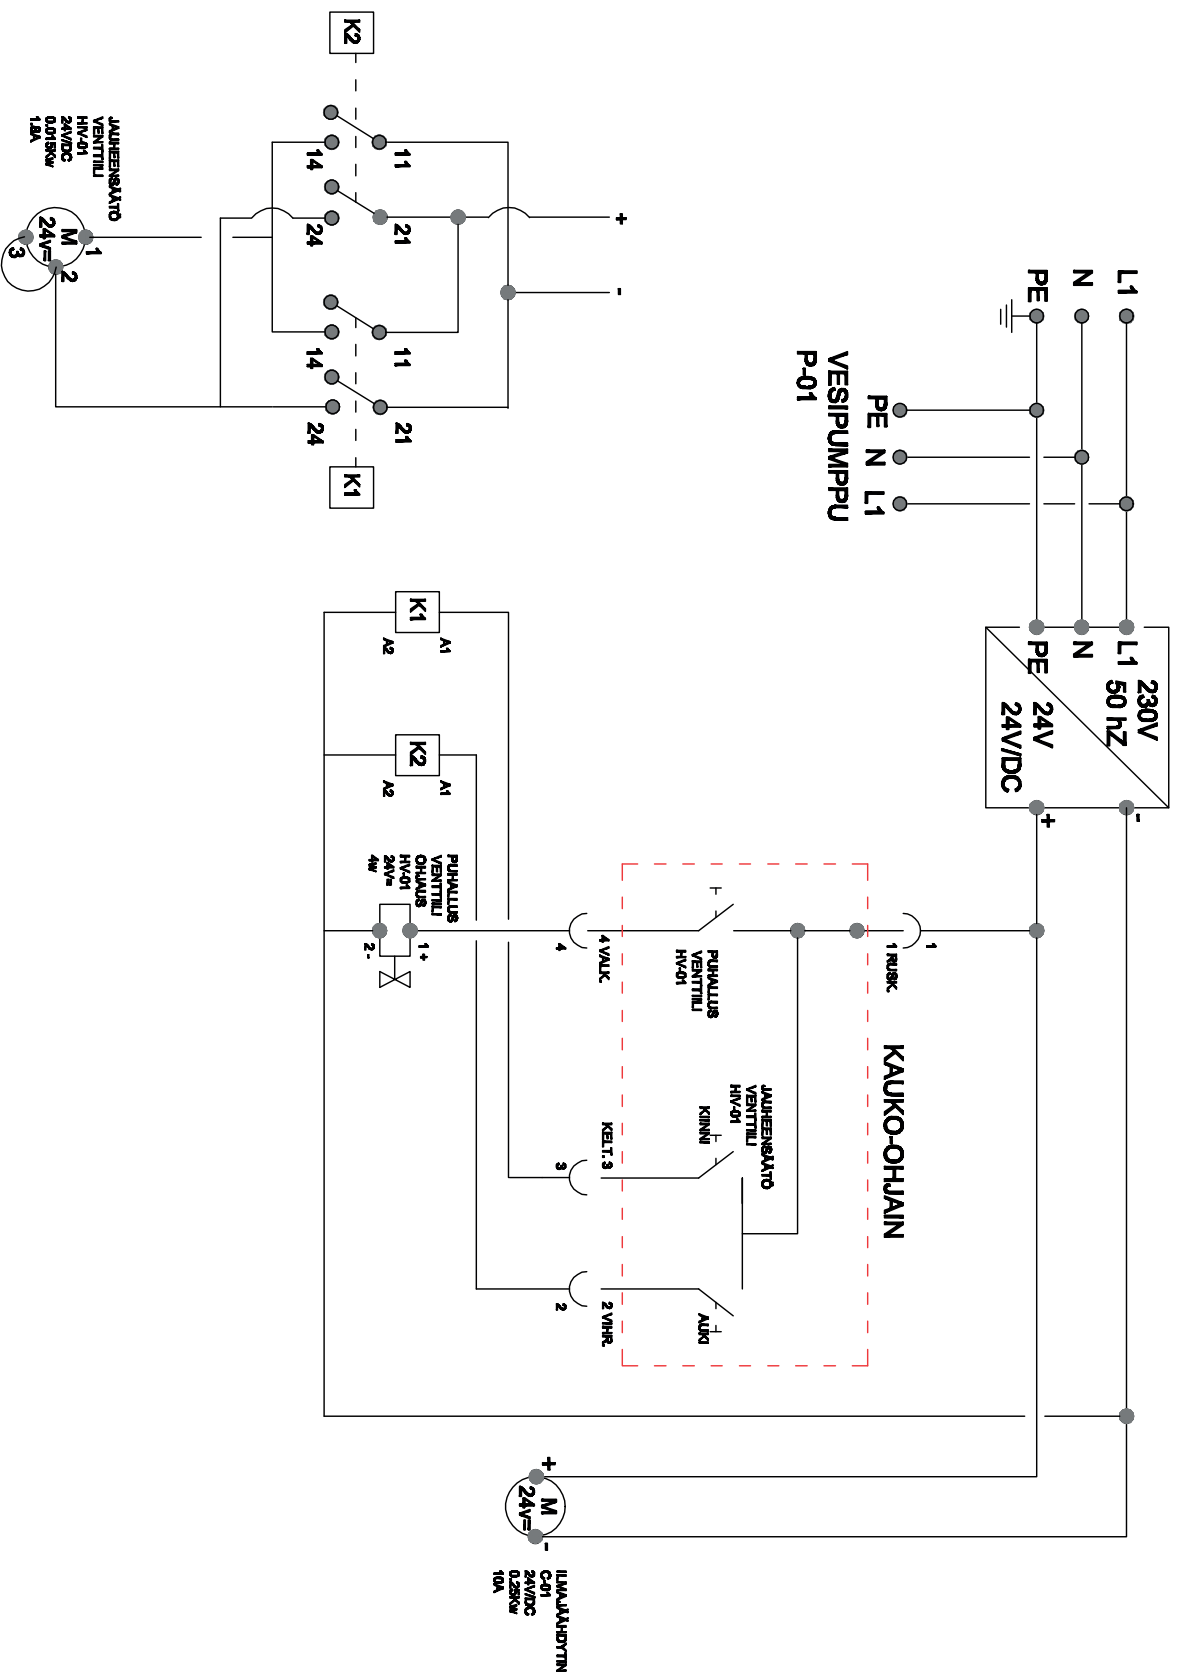 L1
N
PE
VESIPUMPPU
P-01
PE
N
L1
L1
N
PE
230V
50 hZ
24V
24V/DC
-
+
1
1 RUSK.
KAUKO-OHJAIN
PUHALLUS
VENTTIILI
HV-01
JAUHEENSÄÄTÖ
VENTTIILI
HIV-01
KIINNI
AUKI
4 VALK.
KELT. 3
2 VIHR.
4
3
2
K1
A1
A2
K2
A1
A2
PUHALLUS
VENTTIILI
OHJAUS
HV-01
24V=
4w
1 +
2 -
+
M
24v=
-
ILMAJÄÄHDYTIN
C-01
24V/DC
0.25Kw
10A
+
-
K2
11
14
21
24
11
14
21
24
K1
JAUHEENSÄÄTÖ
VENTTIILI
HIV-01
24V/DC
0.015Kw
1.8A
M
24v=
1
2
3